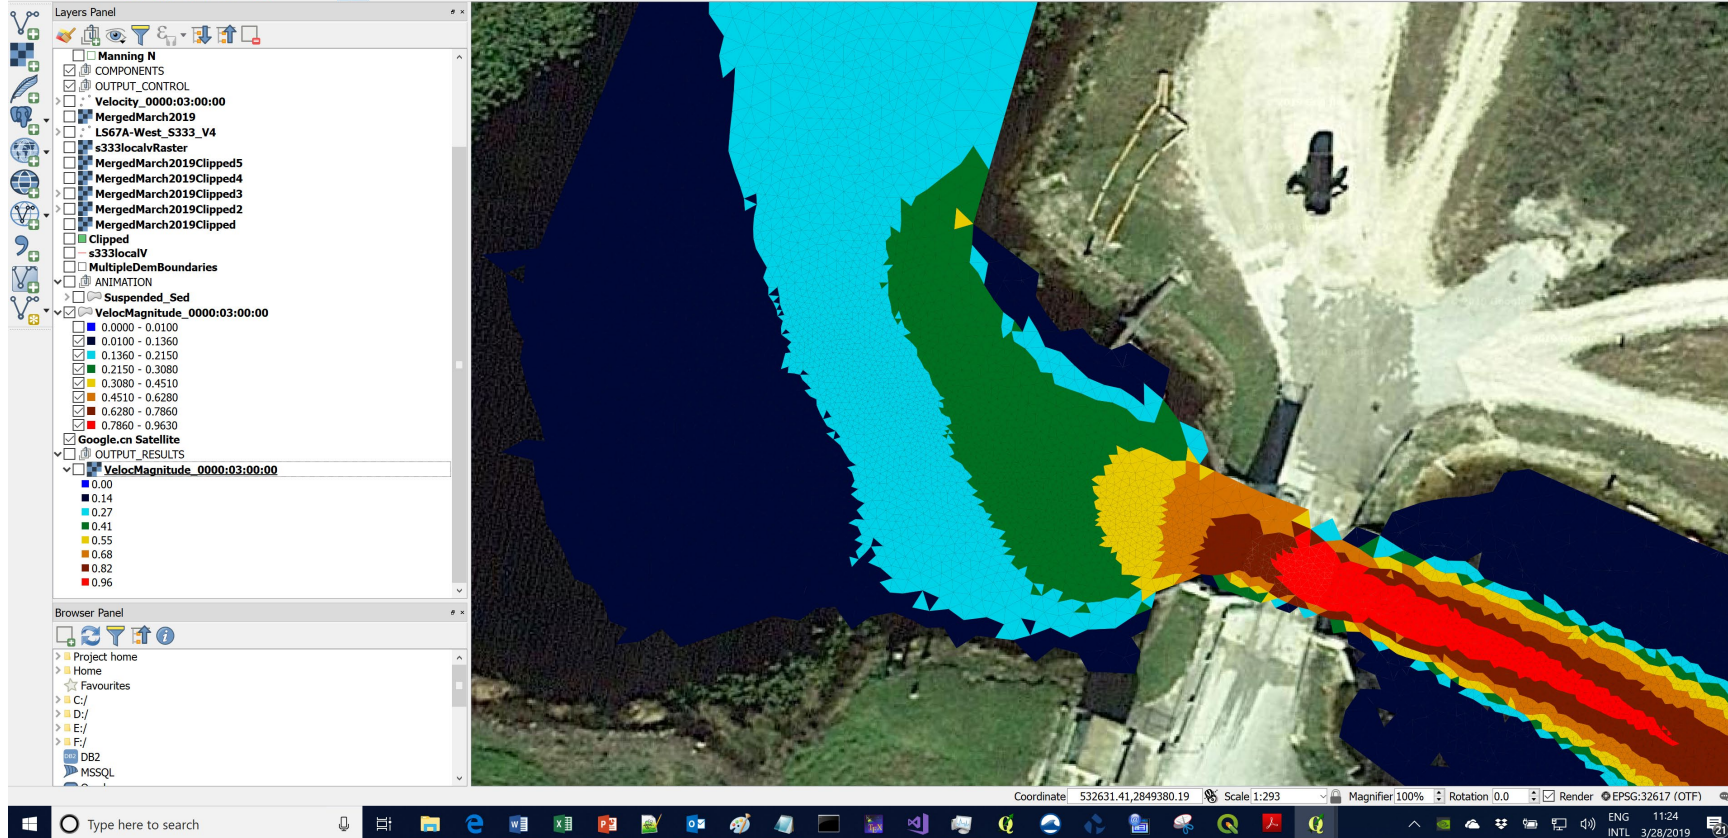 Layers Panel
Manning N
COMPONENTS
OUTPUT_CONTROL
Velocity_0000:03:00:00
MergedMarch2019
LS67A-West_S333_V4
s333localvRaster
MergedMarch2019Clipped5
MergedMarch2019Clipped4
MergedMarch2019Clipped3
MergedMarch2019Clipped2
MergedMarch2019Clipped
Clipped
s333localV
MultipleDemBoundaries
ANIMATION
Suspended_Sed
VelocMagnitude_0000:03:00:00
0.0000 - 0.0100
0.0100 - 0.1360
0.1360 - 0.2150
0.2150 - 0.3080
0.3080 - 0.4510
0.4510 - 0.6280
0.6280 - 0.7860
0.7860 - 0.9630
Google.cn Satellite
OUTPUT_RESULTS
VelocMagnitude_0000:03:00:00
0.00
0.14
0.27
0.41
0.55
0.68
0.82
0.96
Browser Panel
Project home
Home
Favourites
C:/
D:/
E:/
F:/
DB2
MSSQL
Coordinate 532631.41,2849380.19 Scale 1:293 Magnifier 100% Rotation 0.0 Render EPSG:32617 (OTF)
Type here to search
ENG 11:24
INTL 3/28/2019